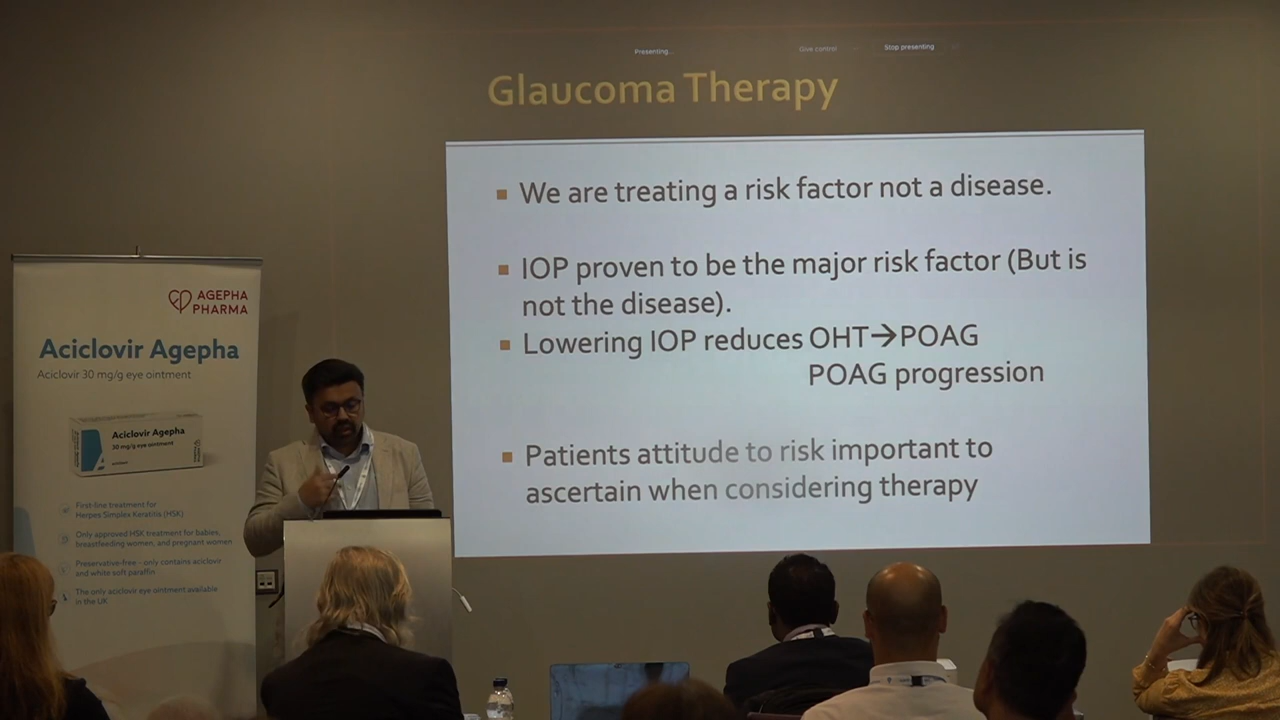 Presenting...
Give control
Stop presenting
Glaucoma Therapy
We are treating a risk factor not a disease.
IOP proven to be the major risk factor (But is
not the disease).
Lowering IOP reduces OHT→POAG
POAG progression
Patients attitude to risk important to
ascertain when considering therapy
AGEPHA
PHARMA
Aciclovir Agepha
Aciclovir 30 mg/g eye ointment
Aciclovir Agepha
30 mg/g eye ointment
First-line treatment for
Herpes Simplex Keratitis (HSK)
Only approved HSK treatment for babies,
breastfeeding women, and pregnant women
Preservative-free – only contains aciclovir
and white soft paraffin
The only aciclovir eye ointment available
in the UK